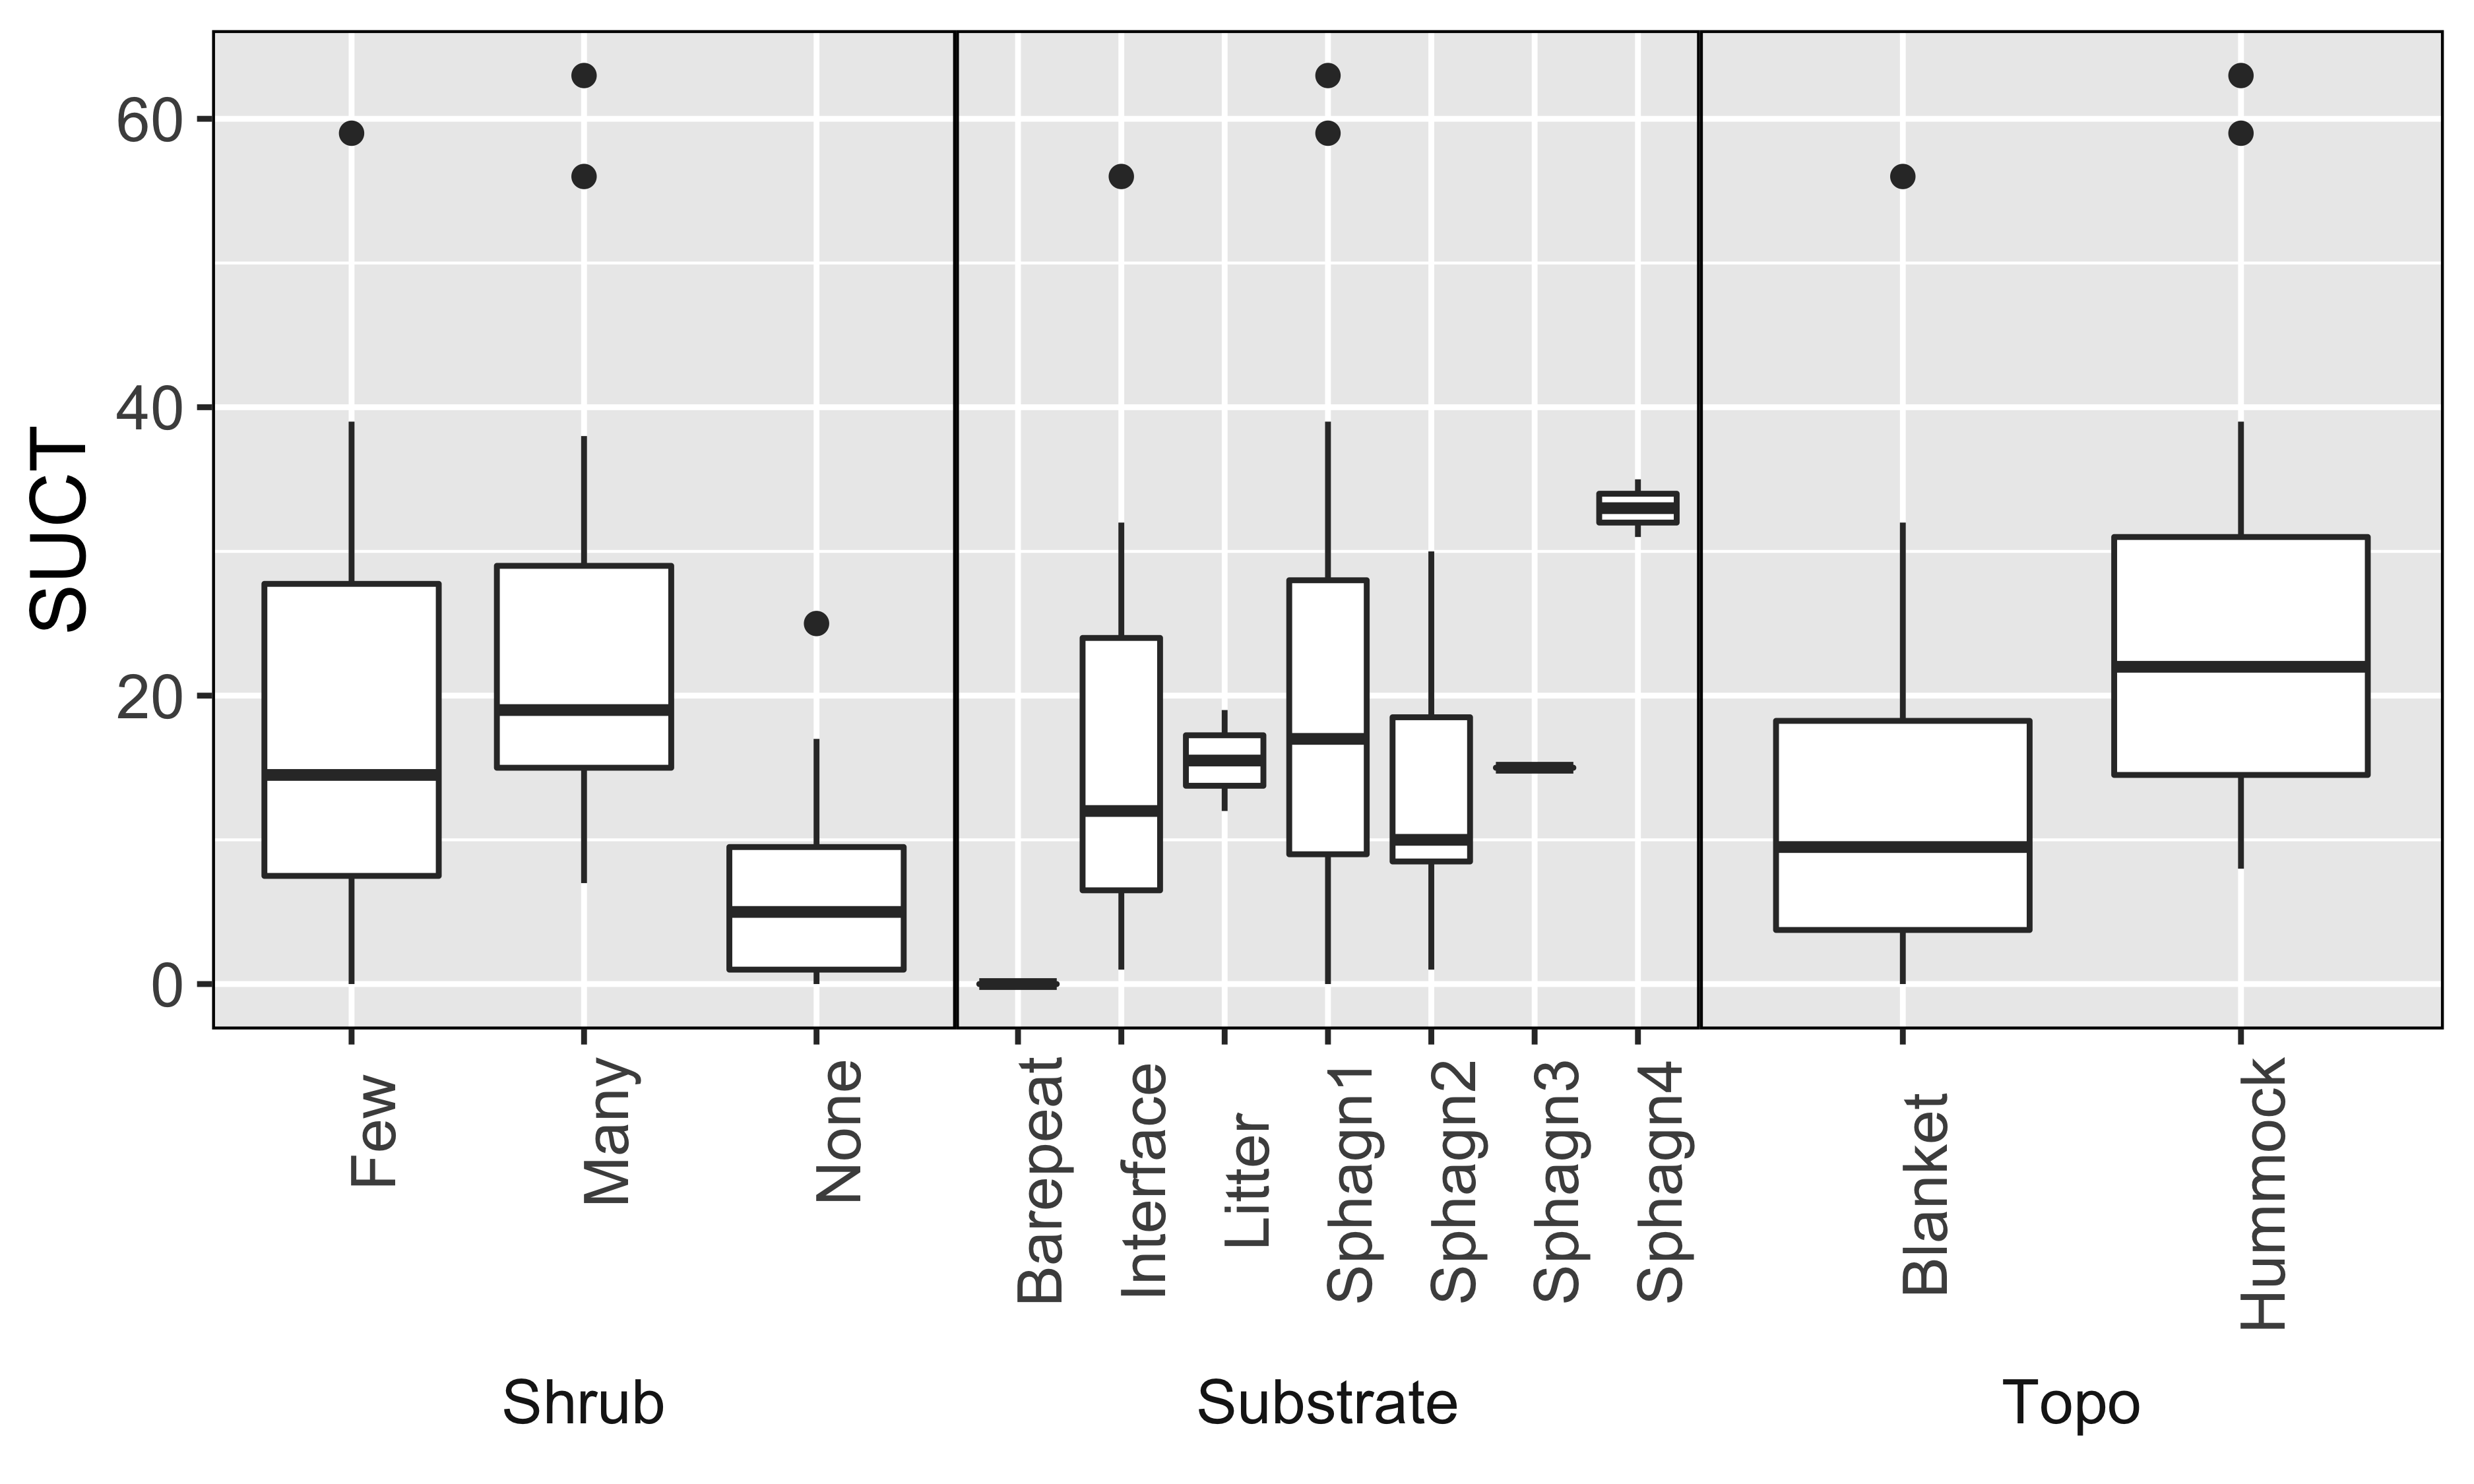 SUCT
60
40
20
0
Few
Many
None
Barepeat
Interface
Litter
Sphagn1
Sphagn2
Sphagn3
Sphagn4
Blanket
Hummock
Shrub
Substrate
Topo